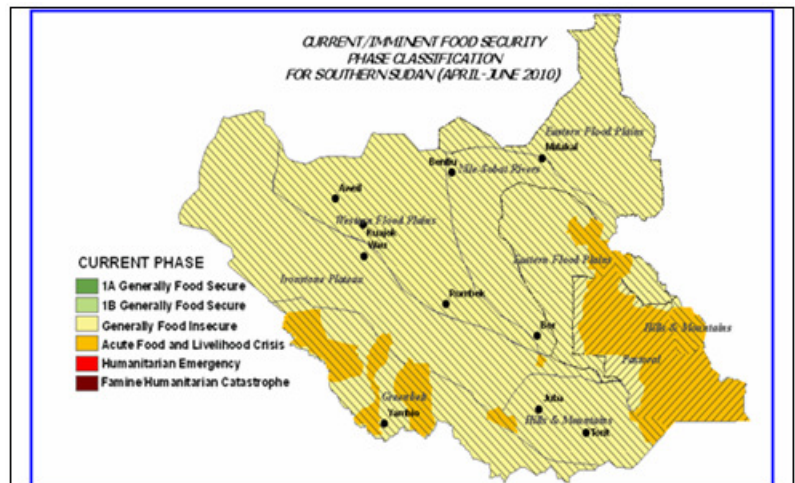 CURRENT/IMMINENT FOOD SECURITY
PHASE CLASSIFICATION
FOR SOUTHERN SUDAN (APRIL-JUNE 2010)
Eastern Flood Plains
Malakal
Bentiu
Nile-Sobat Rivers
Aweil
Western Flood Plains
Kuajok
Wau
Eastern Flood Plains
Ironstone Plateau
Rumbek
Bor
Hills & Mountains
Pastoral
Greenbelt
Yambio
Juba
Hills & Mountains
Torit
CURRENT PHASE
1A Generally Food Secure
1B Generally Food Secure
Generally Food Insecure
Acute Food and Livelihood Crisis
Humanitarian Emergency
Famine Humanitarian Catastrophe